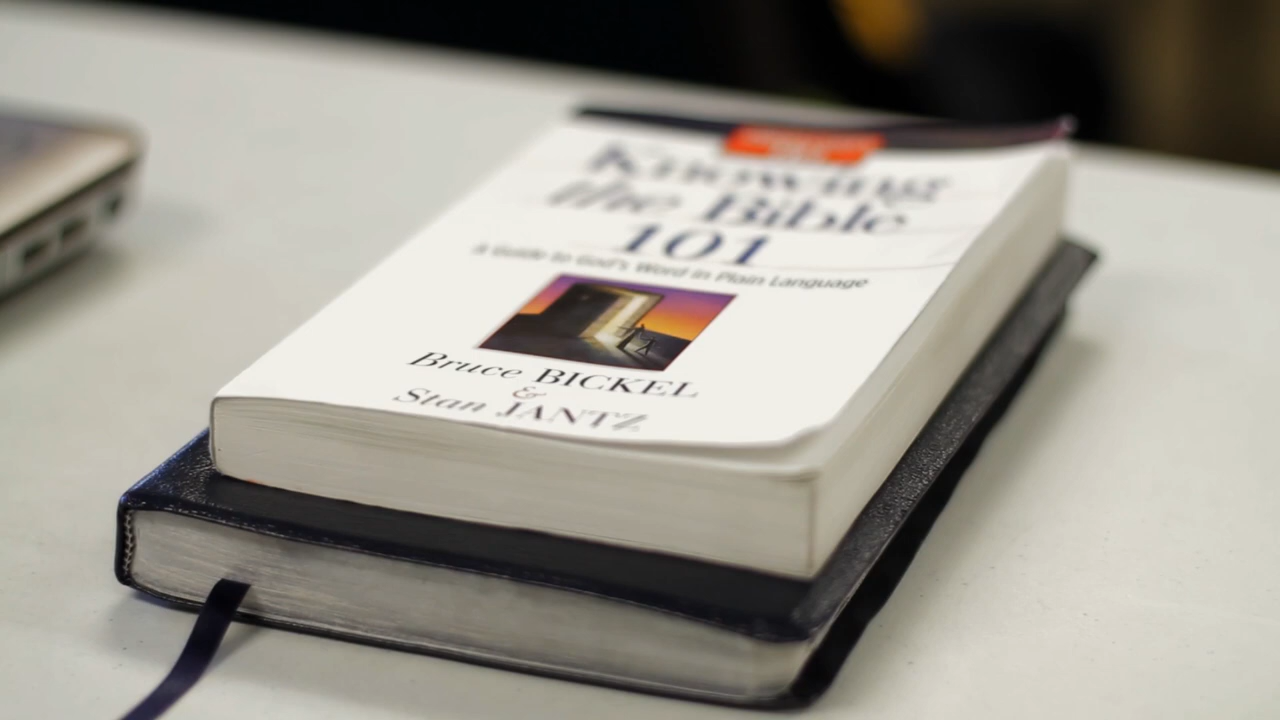 Knowing
the Bible
101
A Guide to God's Word in Plain Language
Bruce BICKEL
&
Stan JANTZ